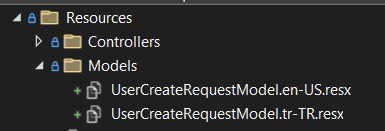 Resources
Controllers
Models
UserCreateRequestModel.en-US.resx
UserCreateRequestModel.tr-TR.resx